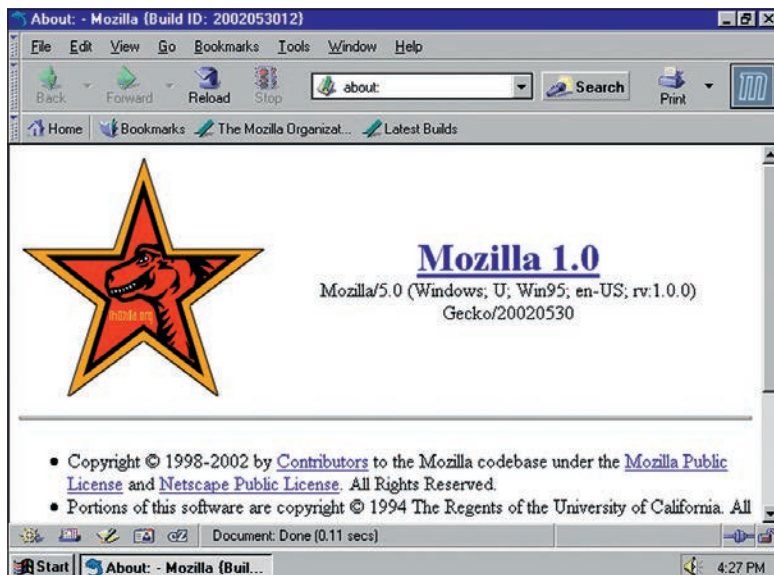 About: - Mozilla {Build ID: 2002053012}
File Edit View Go Bookmarks Tools Window Help
Back Forward Reload Stop about: Search Print
Home Bookmarks The Mozilla Organizat... Latest Builds
mozilla.org
Mozilla 1.0
Mozilla/5.0 (Windows; U; Win95; en-US; rv:1.0.0)
Gecko/20020530
Copyright © 1998-2002 by Contributors to the Mozilla codebase under the Mozilla Public
License and Netscape Public License. All Rights Reserved.
Portions of this software are copyright © 1994 The Regents of the University of California. All
Document: Done (0.11 secs)
Start About: - Mozilla {Buil... 4:27 PM